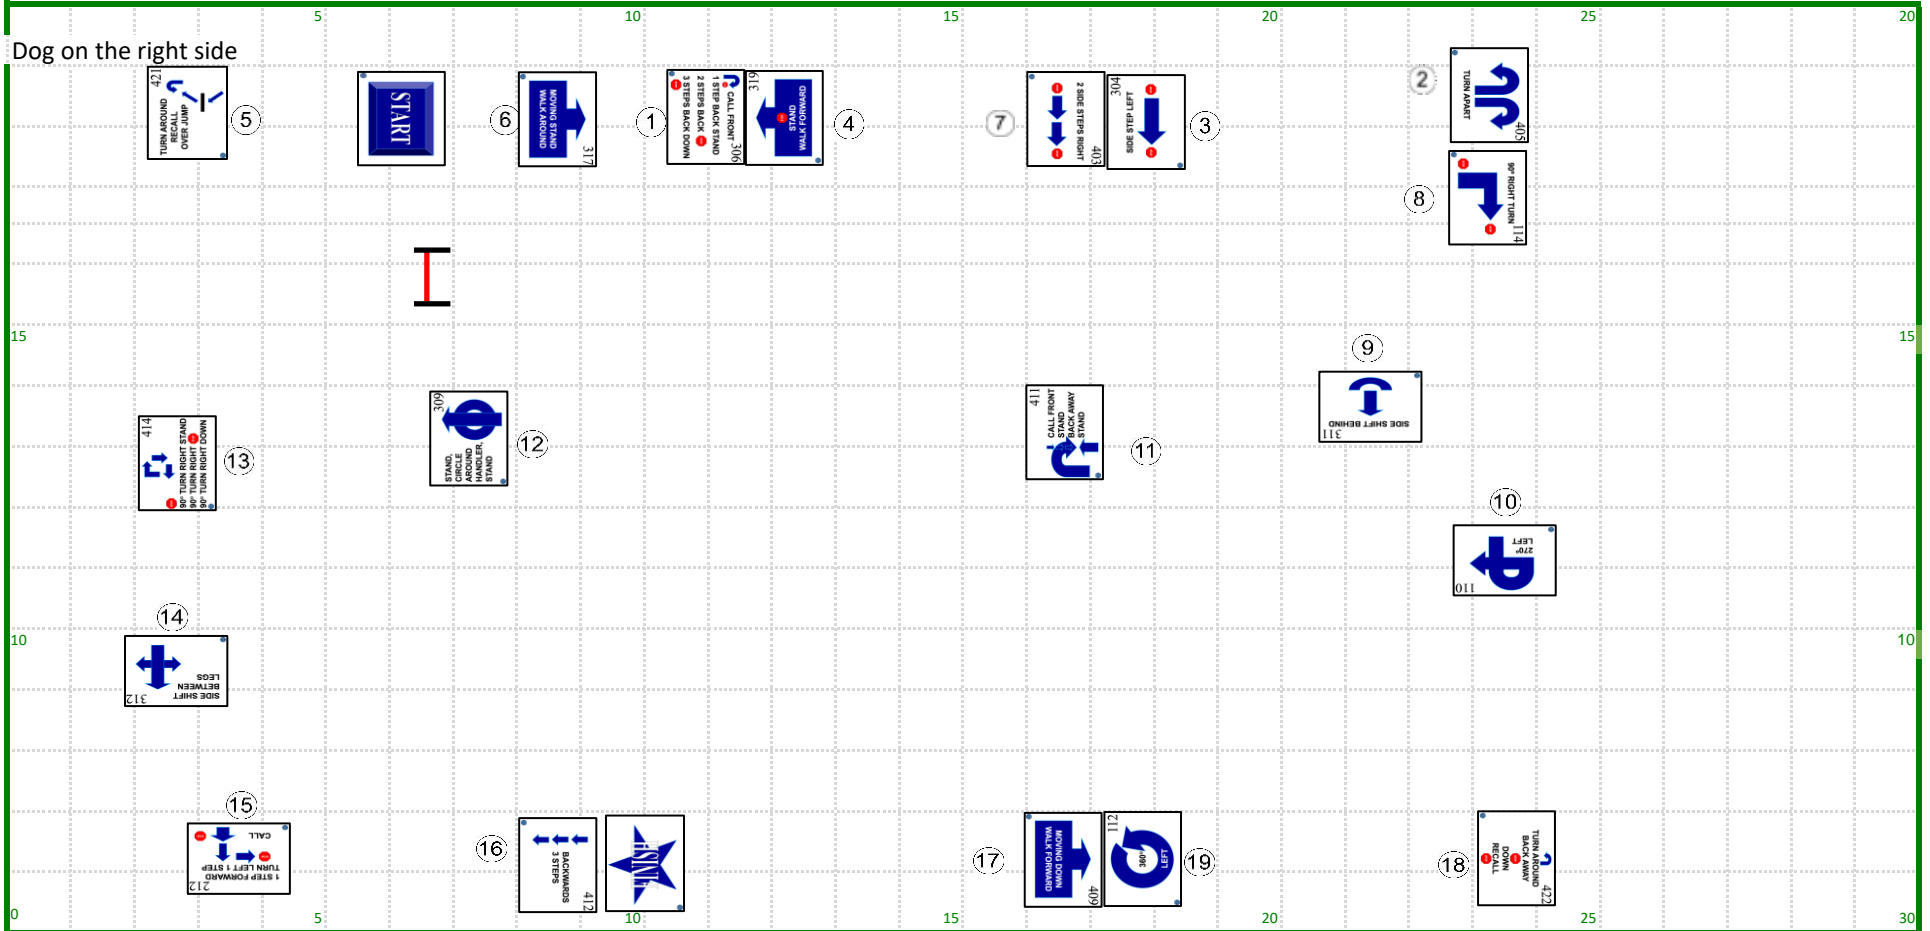 5
10
15
20
25
20
Dog on the right side
421
TURN AROUND
RECALL
OVER JUMP
5
START
6
MOVING STAND
WALK AROUND
317
1
CALL FRONT
1 STEP BACK STAND
2 STEPS BACK
3 STEPS BACK DOWN
306
319
STAND
WALK FORWARD
4
7
2 SIDE STEPS RIGHT
403
304
SIDE STEP LEFT
3
2
TURN APART
405
8
90° RIGHT TURN
114
15
15
9
SIDE SHIFT BEHIND
311
309
STAND,
CIRCLE
AROUND
HANDLER,
STAND
12
411
CALL FRONT
STAND
BACK AWAY
STAND
11
414
90° TURN RIGHT STAND
90° TURN RIGHT
90° TURN RIGHT DOWN
13
10
270°
LEFT
110
10
10
14
SIDE SHIFT
BETWEEN
LEGS
312
15
CALL
1 STEP FORWARD
TURN LEFT 1 STEP
212
16
BACKWARDS
3 STEPS
412
FINISH
17
MOVING DOWN
WALK FORWARD
409
112
360°
LEFT
19
18
TURN AROUND
BACK AWAY
DOWN
RECALL
422
0
5
10
15
20
25
30